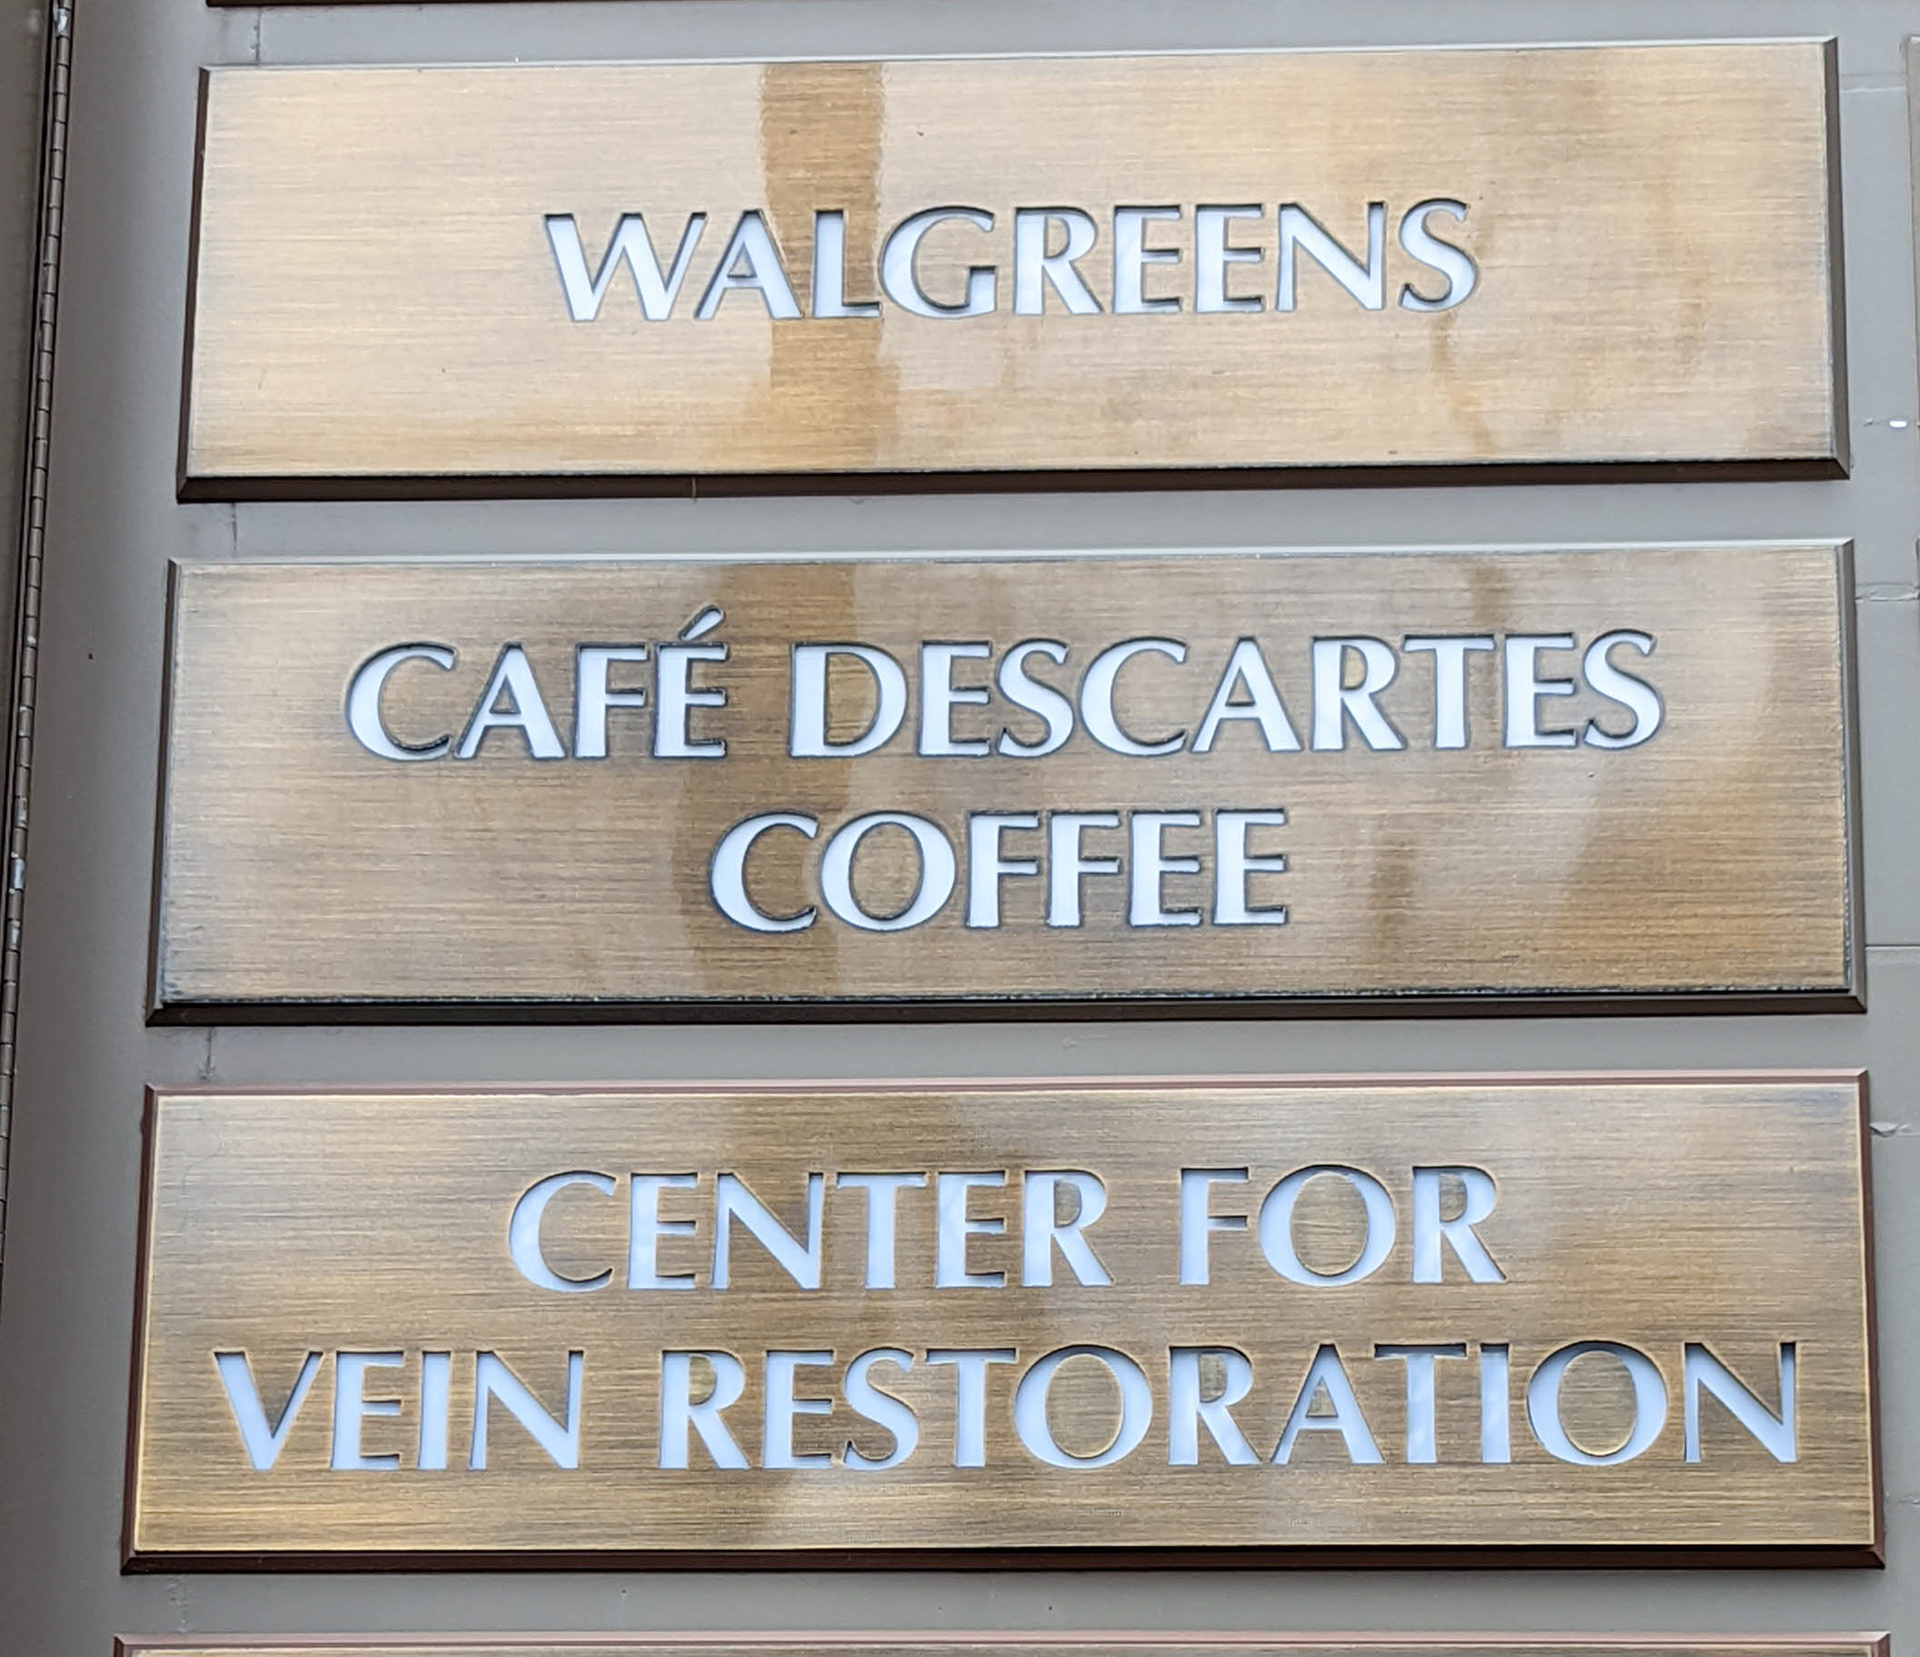 WALGREENS
CAFÉ DESCARTES
COFFEE
CENTER FOR
VEIN RESTORATION